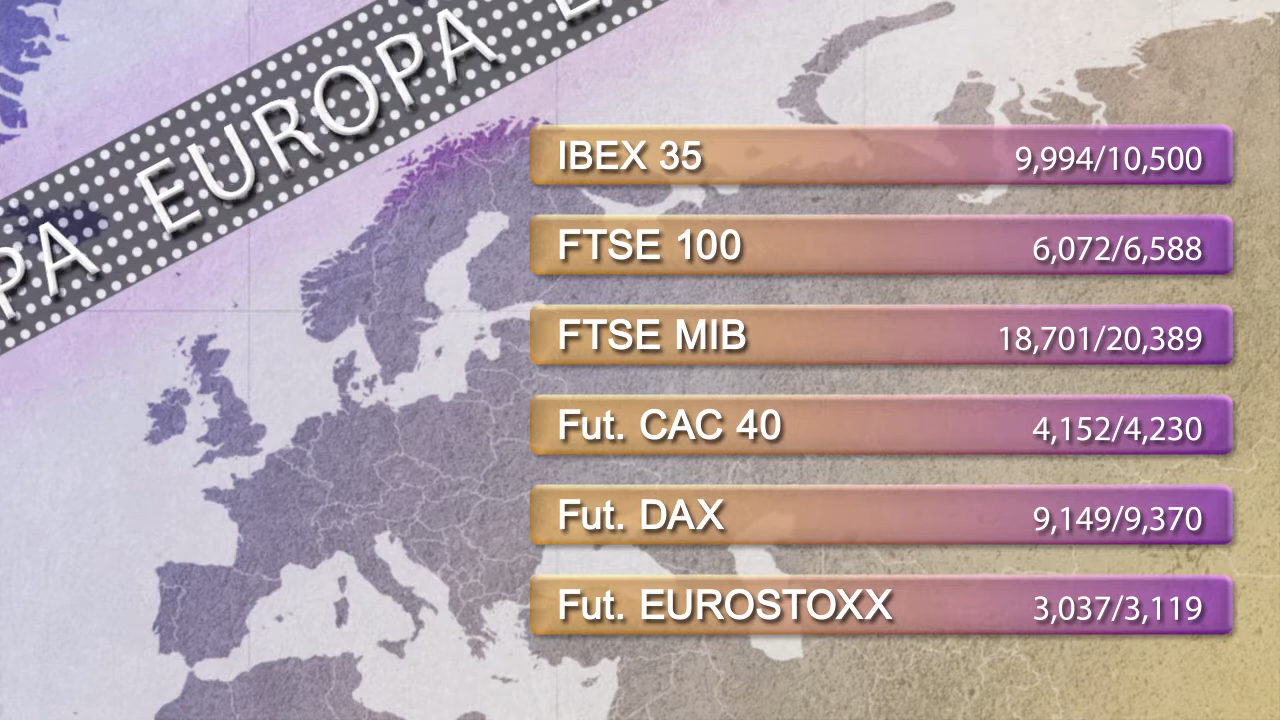 PA EUROPA E
IBEX 35 9,994/10,500
FTSE 100 6,072/6,588
FTSE MIB 18,701/20,389
Fut. CAC 40 4,152/4,230
Fut. DAX 9,149/9,370
Fut. EUROSTOXX 3,037/3,119